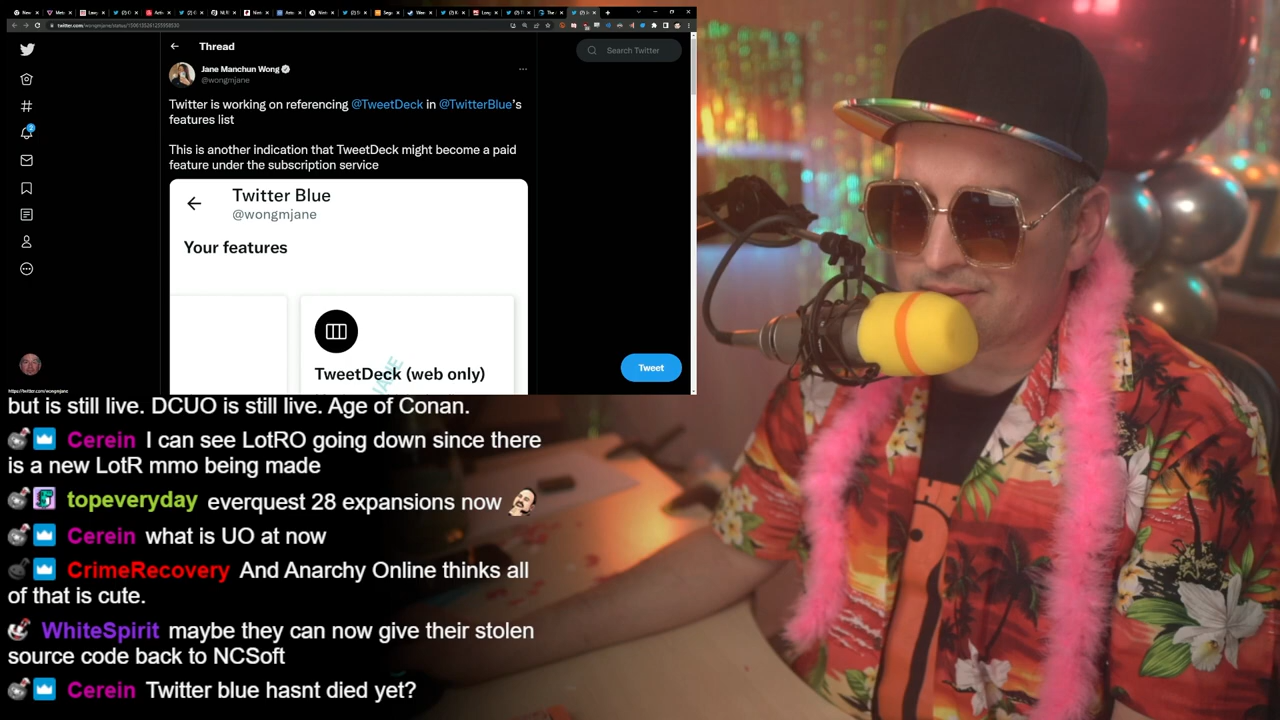 Thread
Search Twitter
Jane Manchun Wong
@wongmjane
Twitter is working on referencing @TweetDeck in @TwitterBlue's
features list
This is another indication that TweetDeck might become a paid
feature under the subscription service
Twitter Blue
@wongmjane
Your features
TweetDeck (web only)
Tweet
https://twitter.com/wongmjane
but is still live. DCUO is still live. Age of Conan.
Cerein I can see LotRO going down since there
is a new LotR mmo being made
topeveryday everquest 28 expansions now
Cerein what is UO at now
CrimeRecovery And Anarchy Online thinks all
of that is cute.
WhiteSpirit maybe they can now give their stolen
source code back to NCSoft
Cerein Twitter blue hasnt died yet?